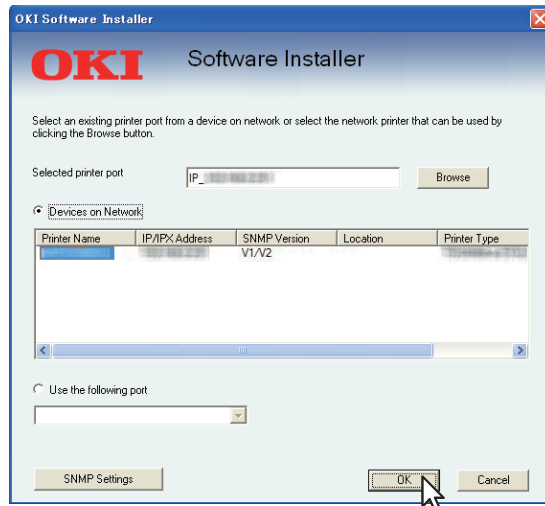 OKI Software Installer
OKI Software Installer
Select an existing printer port from a device on network or select the network printer that can be used by
clicking the Browse button.
Selected printer port IP_ Browse
Devices on Network
Printer Name IP/IPX Address SNMP Version Location Printer Type
V1/V2
Use the following port
SNMP Settings OK Cancel